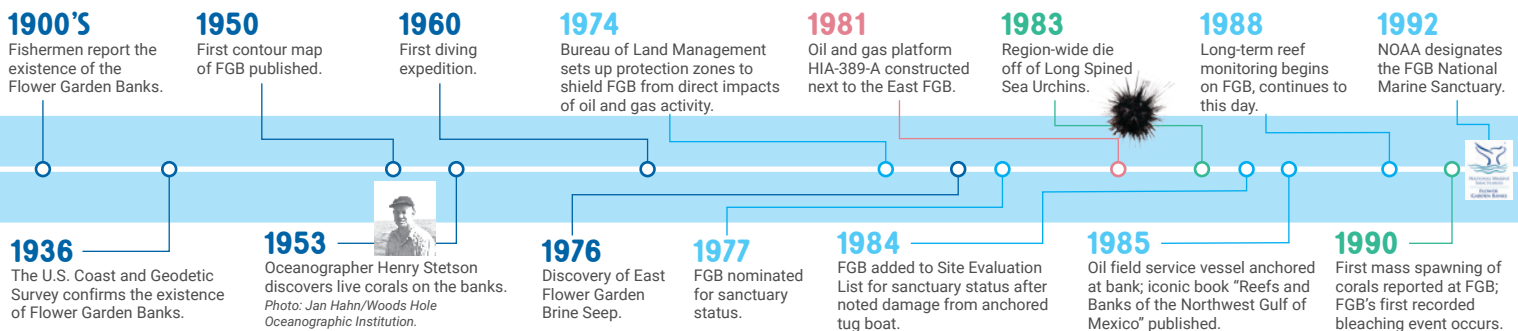 1900'S
Fishermen report the
existence of the
Flower Garden Banks.
1950
First contour map
of FGB published.
1960
First diving
expedition.
1974
Bureau of Land Management
sets up protection zones to
shield FGB from direct impacts
of oil and gas activity.
1981
Oil and gas platform
HIA-389-A constructed
next to the East FGB.
1983
Region-wide die
off of Long Spined
Sea Urchins.
1988
Long-term reef
monitoring begins
on FGB, continues to
this day.
1992
NOAA designates
the FGB National
Marine Sanctuary.
NATIONAL MARINE
SANCTUARIES
FLOWER
GARDEN BANKS
1936
The U.S. Coast and Geodetic
Survey confirms the existence
of Flower Garden Banks.
1953
Oceanographer Henry Stetson
discovers live corals on the banks.
Photo: Jan Hahn/Woods Hole
Oceanographic Institution.
1976
Discovery of East
Flower Garden
Brine Seep.
1977
FGB nominated
for sanctuary
status.
1984
FGB added to Site Evaluation
List for sanctuary status after
noted damage from anchored
tug boat.
1985
Oil field service vessel anchored
at bank; iconic book "Reefs and
Banks of the Northwest Gulf of
Mexico" published.
1990
First mass spawning of
corals reported at FGB;
FGB's first recorded
bleaching event occurs.